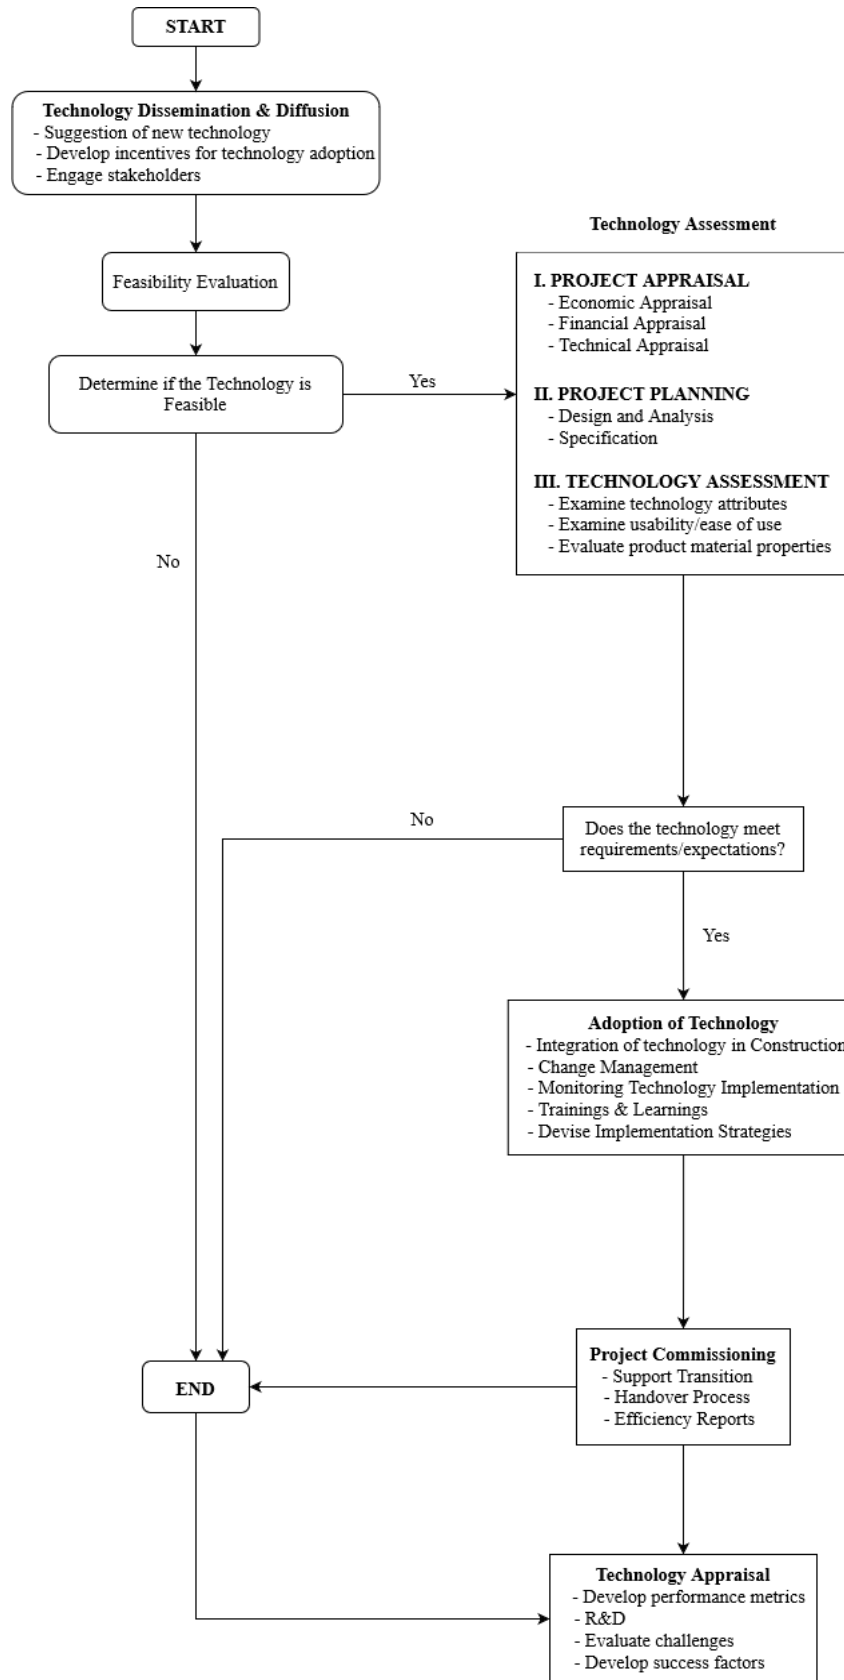 START
Technology Dissemination & Diffusion
- Suggestion of new technology
- Develop incentives for technology adoption
- Engage stakeholders
Feasibility Evaluation
Determine if the Technology is
Feasible
Yes
No
Technology Assessment
I. PROJECT APPRAISAL
- Economic Appraisal
- Financial Appraisal
- Technical Appraisal
II. PROJECT PLANNING
- Design and Analysis
- Specification
III. TECHNOLOGY ASSESSMENT
- Examine technology attributes
- Examine usability/ease of use
- Evaluate product material properties
Does the technology meet
requirements/expectations?
No
Yes
Adoption of Technology
- Integration of technology in Construction
- Change Management
- Monitoring Technology Implementation
- Trainings & Learnings
- Devise Implementation Strategies
Project Commissioning
- Support Transition
- Handover Process
- Efficiency Reports
END
Technology Appraisal
- Develop performance metrics
- R&D
- Evaluate challenges
- Develop success factors